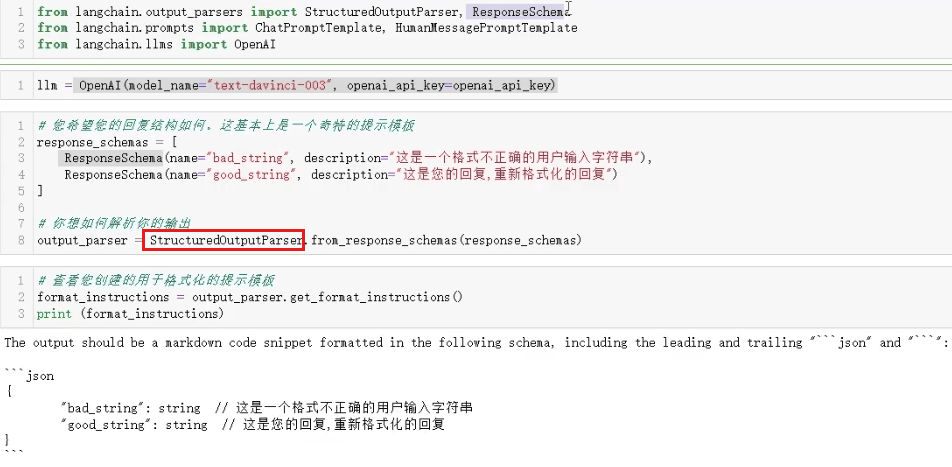 1 from langchain.output_parsers import StructuredOutputParser, ResponseSchema
2 from langchain.prompts import ChatPromptTemplate, HumanMessagePromptTemplate
3 from langchain.llms import OpenAI
1 llm = OpenAI(model_name="text-davinci-003", openai_api_key=openai_api_key)
1 # 您希望您的回复结构如何。这基本上是一个奇特的提示模板
2 response_schemas = [
3 ResponseSchema(name="bad_string", description="这是一个格式不正确的用户输入字符串"),
4 ResponseSchema(name="good_string", description="这是您的回复,重新格式化的回复")
5 ]
6
7 # 你想如何解析你的输出
8 output_parser = StructuredOutputParser.from_response_schemas(response_schemas)
1 # 查看您创建的用于格式化的提示模板
2 format_instructions = output_parser.get_format_instructions()
3 print (format_instructions)
The output should be a markdown code snippet formatted in the following schema, including the leading and trailing "```json" and "```":
```json
{
"bad_string": string // 这是一个格式不正确的用户输入字符串
"good_string": string // 这是您的回复,重新格式化的回复
}
```